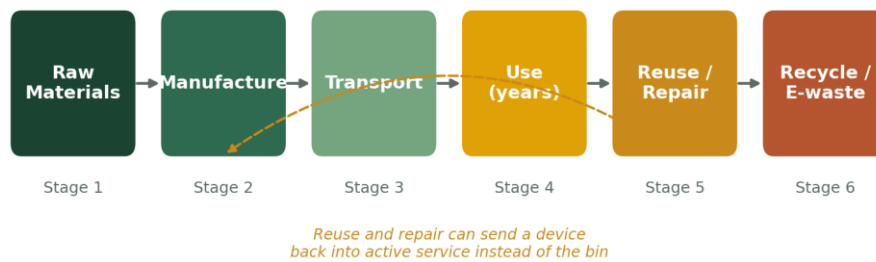 Raw
Materials
Manufacture
Transport
Use
(years)
Reuse /
Repair
Recycle /
E-waste
Stage 1
Stage 2
Stage 3
Stage 4
Stage 5
Stage 6
Reuse and repair can send a device
back into active service instead of the bin